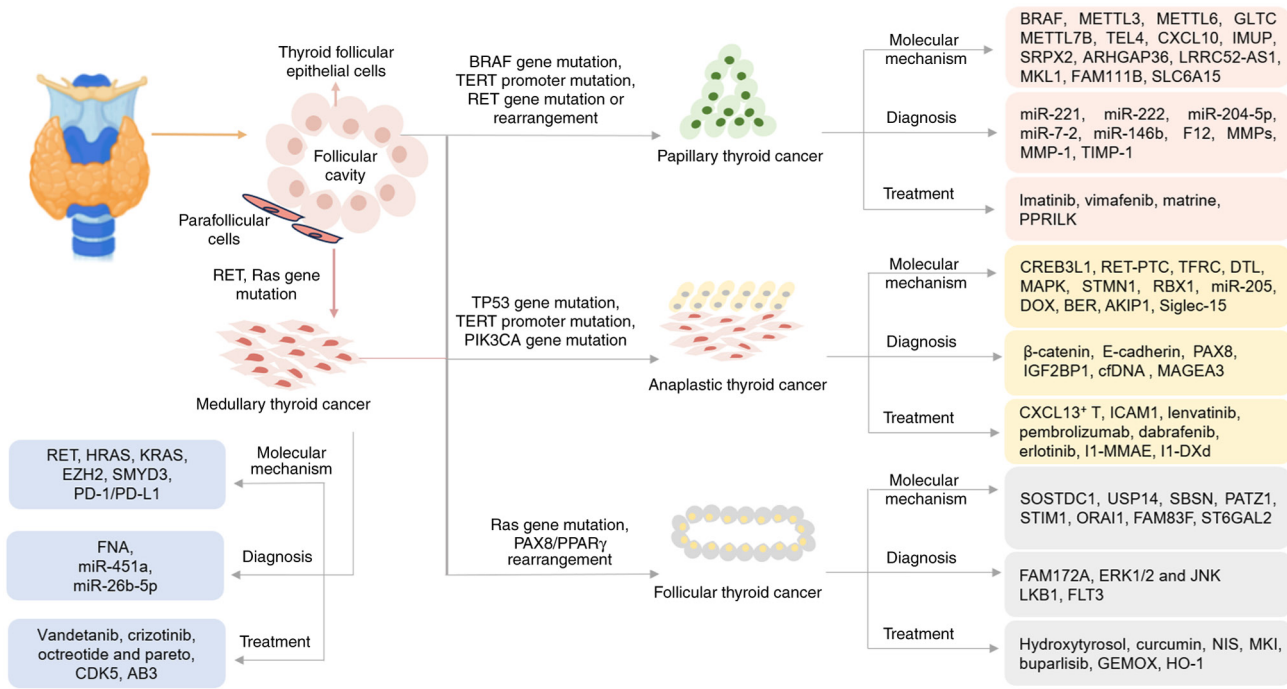 Thyroid follicular
epithelial cells
Follicular
cavity
Parafollicular
cells
RET, Ras gene
mutation
Medullary thyroid cancer
BRAF gene mutation,
TERT promoter mutation,
RET gene mutation or
rearrangement
Papillary thyroid cancer
Molecular
mechanism
BRAF, METTL3, METTL6, GLTC
METTL7B, TEL4, CXCL10, IMUP,
SRPX2, ARHGAP36, LRRC52-AS1,
MKL1, FAM111B, SLC6A15
Diagnosis
miR-221, miR-222, miR-204-5p,
miR-7-2, miR-146b, F12, MMPs,
MMP-1, TIMP-1
Treatment
Imatinib, vimafenib, matrine,
PPRILK
TP53 gene mutation,
TERT promoter mutation,
PIK3CA gene mutation
Anaplastic thyroid cancer
Molecular
mechanism
CREB3L1, RET-PTC, TFRC, DTL,
MAPK, STMN1, RBX1, miR-205,
DOX, BER, AKIP1, Siglec-15
Diagnosis
β-catenin, E-cadherin, PAX8,
IGF2BP1, cfDNA , MAGEA3
Treatment
CXCL13⁺ T, ICAM1, lenvatinib,
pembrolizumab, dabrafenib,
erlotinib, I1-MMAE, I1-DXd
Ras gene mutation,
PAX8/PPARγ
rearrangement
Follicular thyroid cancer
Molecular
mechanism
SOSTDC1, USP14, SBSN, PATZ1,
STIM1, ORAI1, FAM83F, ST6GAL2
Diagnosis
FAM172A, ERK1/2 and JNK
LKB1, FLT3
Treatment
Hydroxytyrosol, curcumin, NIS, MKI,
buparlisib, GEMOX, HO-1
Molecular
mechanism
RET, HRAS, KRAS,
EZH2, SMYD3,
PD-1/PD-L1
Diagnosis
FNA,
miR-451a,
miR-26b-5p
Treatment
Vandetanib, crizotinib,
octreotide and pareto,
CDK5, AB3